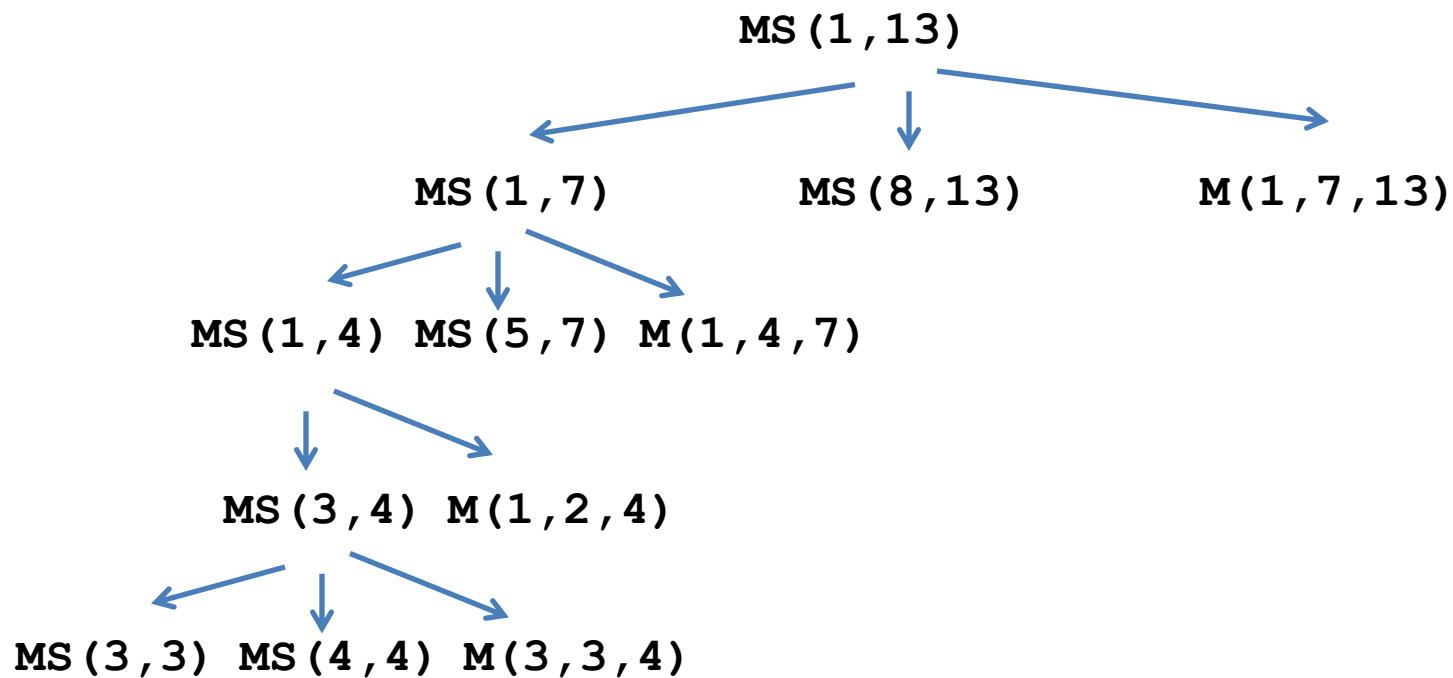 MS(1,13)
MS(1,7) MS(8,13) M(1,7,13)
MS(1,4) MS(5,7) M(1,4,7)
MS(3,4) M(1,2,4)
MS(3,3) MS(4,4) M(3,3,4)